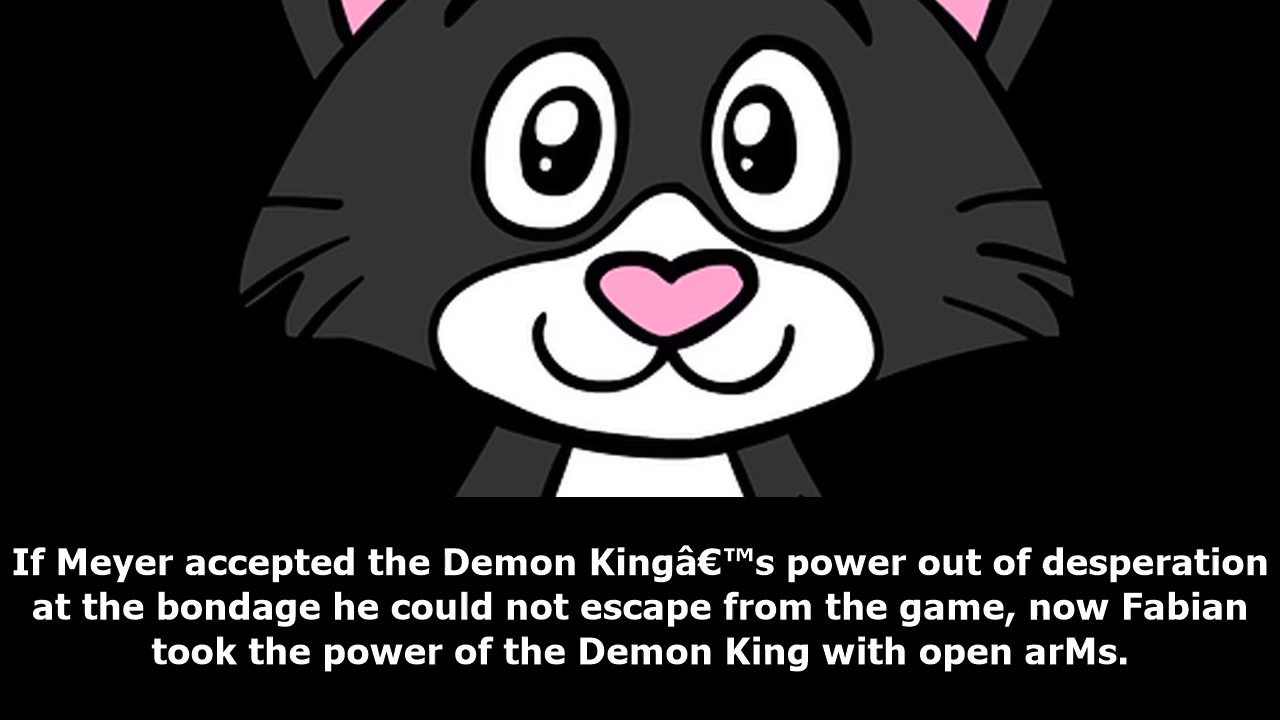 If Meyer accepted the Demon Kingâ€™s power out of desperation
at the bondage he could not escape from the game, now Fabian
took the power of the Demon King with open arMs.